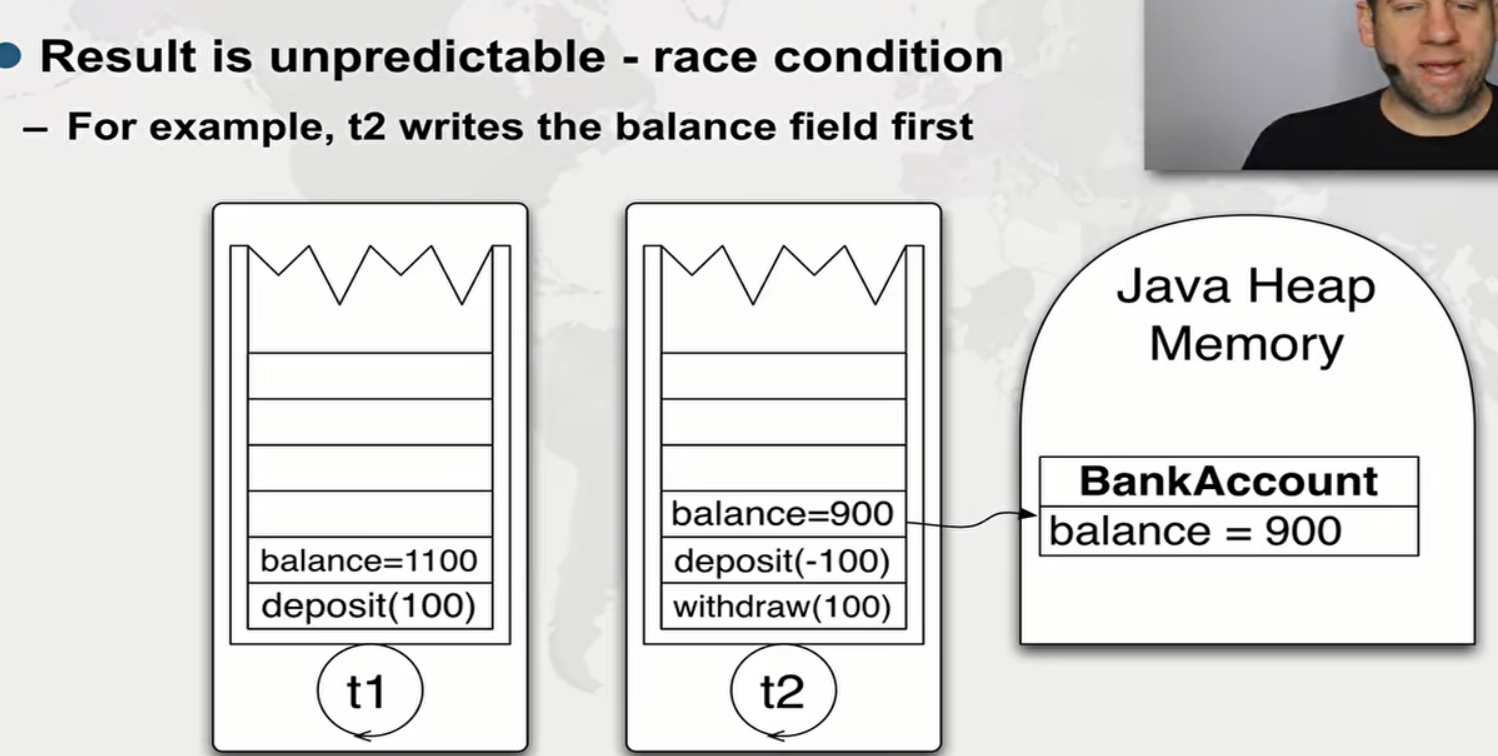 Result is unpredictable - race condition
– For example, t2 writes the balance field first
balance=1100
deposit(100)
t1
balance=900
deposit(-100)
withdraw(100)
t2
Java Heap
Memory
BankAccount
balance = 900